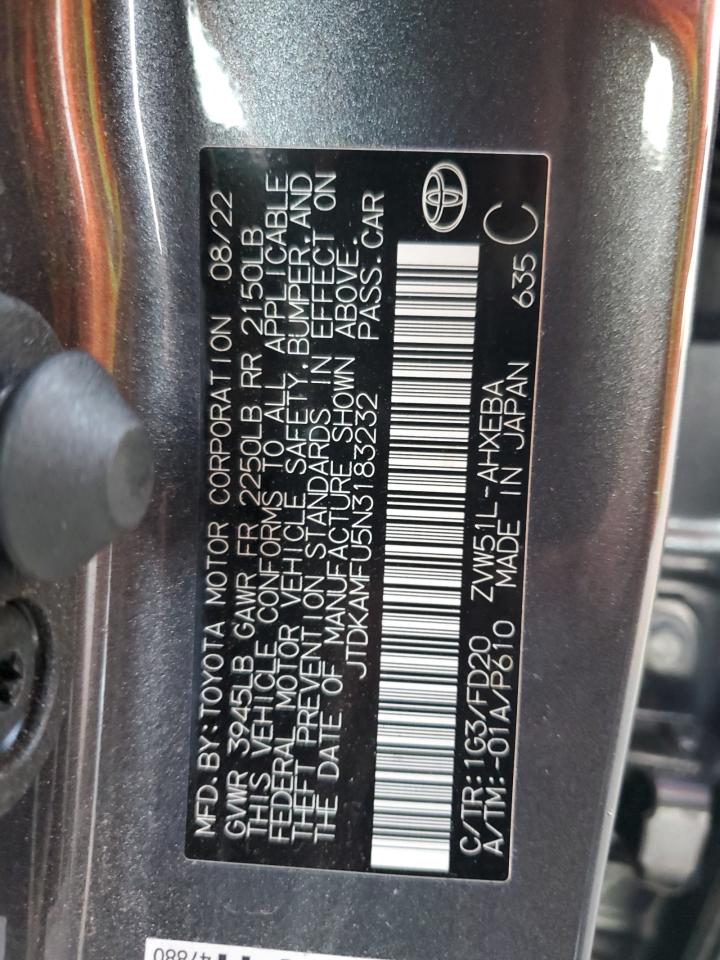 MFD. BY: TOYOTA MOTOR CORPORATION 08/22
GVWR 3945LB GAWR FR 2250LB RR 2150LB
THIS VEHICLE CONFORMS TO ALL APPLICABLE
FEDERAL MOTOR VEHICLE SAFETY, BUMPER, AND
THEFT PREVENTION STANDARDS IN EFFECT ON
THE DATE OF MANUFACTURE SHOWN ABOVE.
JTDKAMFU5N3183232 PASS.CAR
C/TR: 1G3/FD20 ZVW51L-AHXEBA 635 C
A/TM: -01A/P610 MADE IN JAPAN
47880